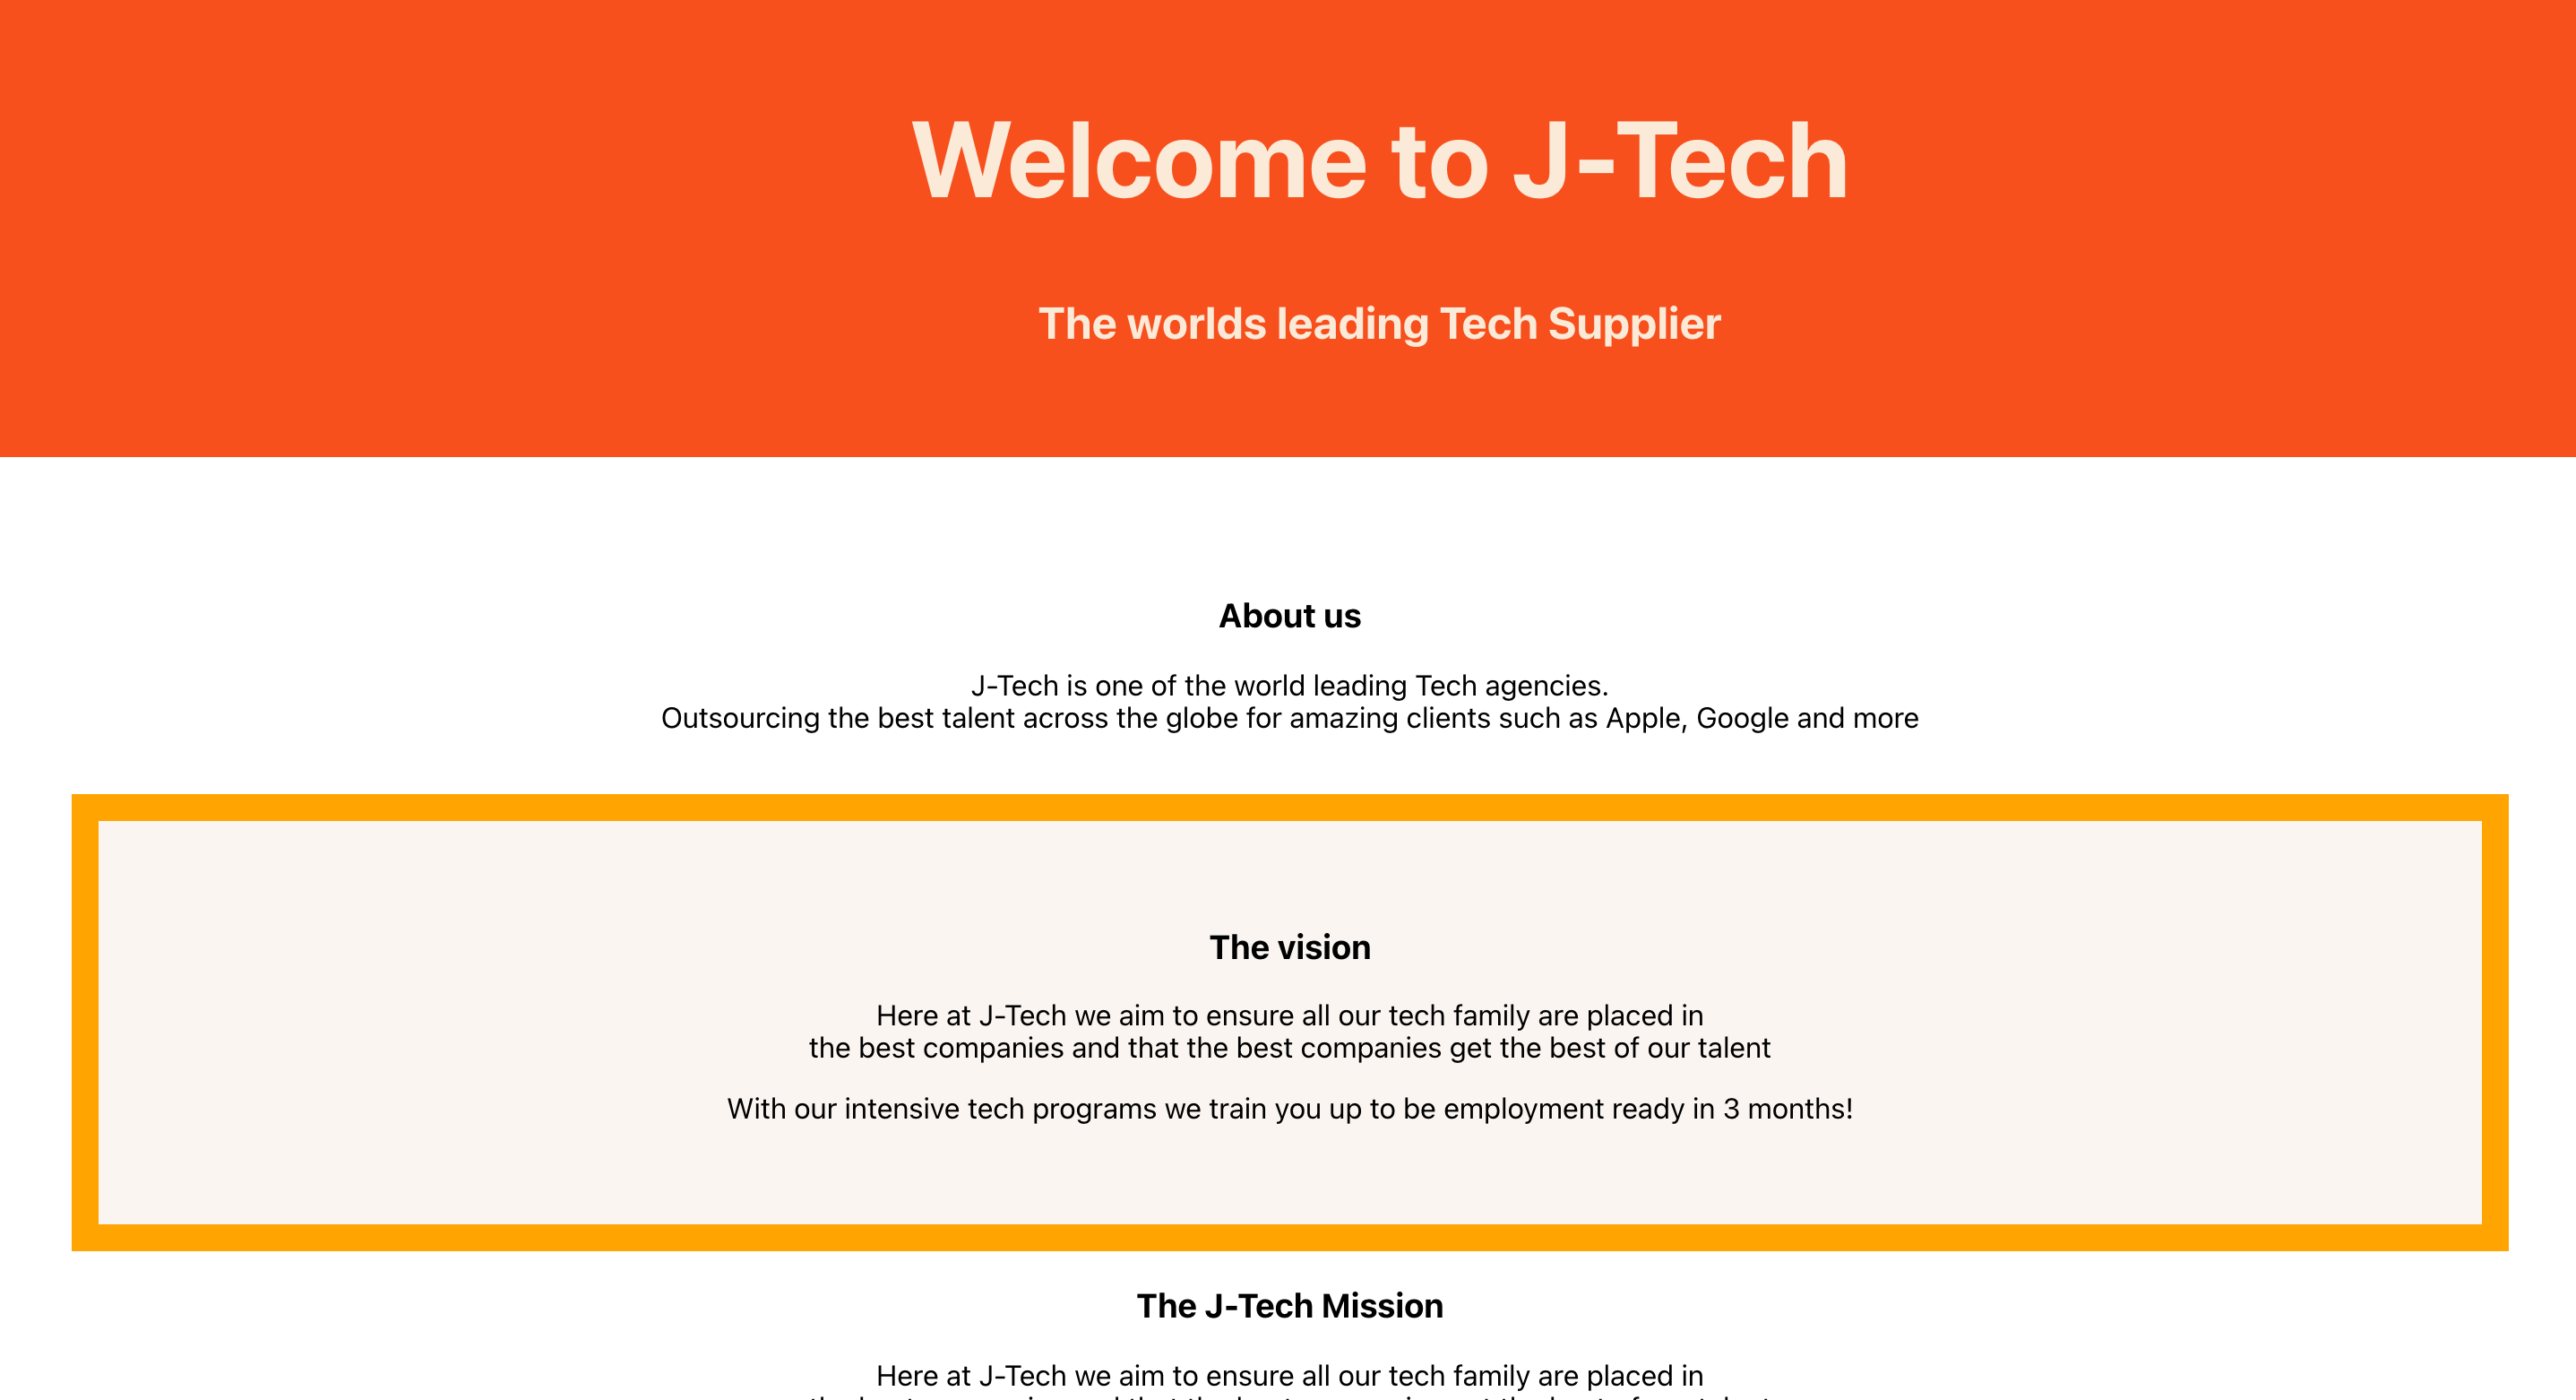 Welcome to J-Tech
The worlds leading Tech Supplier
About us
J-Tech is one of the world leading Tech agencies.
Outsourcing the best talent across the globe for amazing clients such as Apple, Google and more
The vision
Here at J-Tech we aim to ensure all our tech family are placed in
the best companies and that the best companies get the best of our talent
With our intensive tech programs we train you up to be employment ready in 3 months!
The J-Tech Mission
Here at J-Tech we aim to ensure all our tech family are placed in